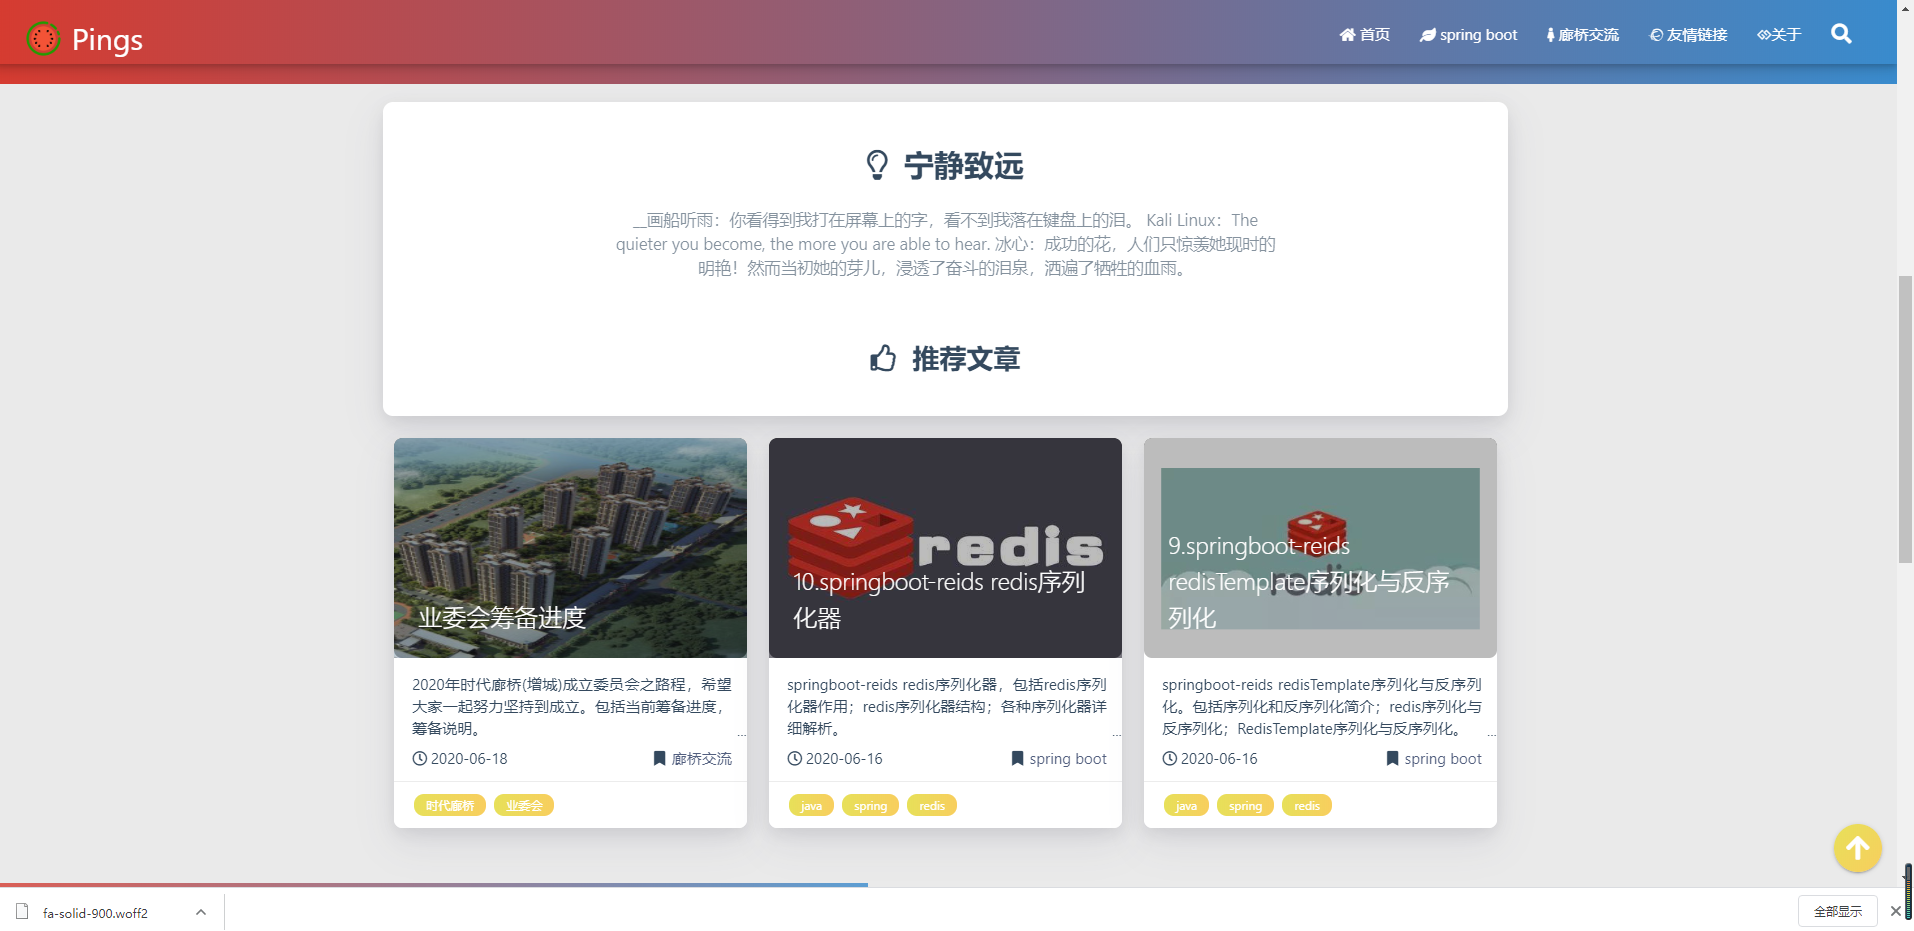 Pings
首页 spring boot 廊桥交流 友情链接 关于
宁静致远
__画船听雨：你看得到我打在屏幕上的字，看不到我落在键盘上的泪。 Kali Linux：The
quieter you become, the more you are able to hear. 冰心：成功的花，人们只惊羡她现时的
明艳！然而当初她的芽儿，浸透了奋斗的泪泉，洒遍了牺牲的血雨。
推荐文章
业委会筹备进度
2020年时代廊桥(增城)成立委员会之路程，希望
大家一起努力坚持到成立。包括当前筹备进度，
筹备说明。
...
2020-06-18 廊桥交流
时代廊桥 业委会
redis
10.springboot-reids redis序列
化器
springboot-reids redis序列化器，包括redis序列
化器作用；redis序列化器结构；各种序列化器详
细解析。
...
2020-06-16 spring boot
java spring redis
redis
9.springboot-reids
redisTemplate序列化与反序
列化
springboot-reids redisTemplate序列化与反序列
化。包括序列化和反序列化简介；redis序列化与
反序列化；RedisTemplate序列化与反序列化。
...
2020-06-16 spring boot
java spring redis
fa-solid-900.woff2
全部显示